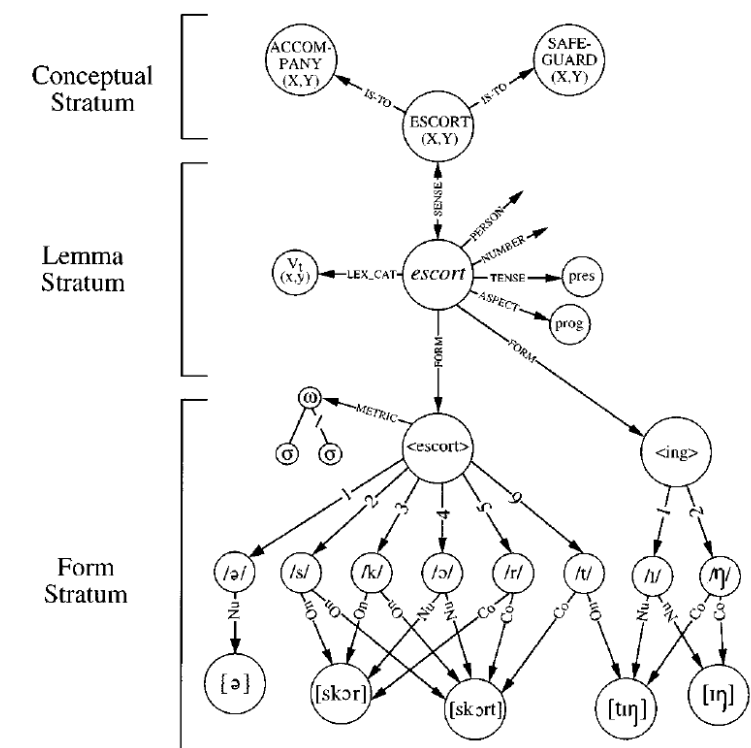 Conceptual
Stratum
ACCOM-
PANY
(X,Y)
SAFE-
GUARD
(X,Y)
IS-TO
IS-TO
ESCORT
(X,Y)
SENSE
Lemma
Stratum
PERSON
NUMBER
Vt
(x,y)
LEX_CAT
escort
TENSE
pres
ASPECT
prog
FORM
FORM
Form
Stratum
ω
METRIC
σ
σ
<escort>
<ing>
1
2
3
4
5
6
1
2
/ə/
/s/
/k/
/ɔ/
/r/
/t/
/ɪ/
/ŋ/
Nu
On
On
On
On
Nu
Nu
Co
Co
Co
On
Nu
Nu
Co
Co
[ə]
[skɔr]
[skɔrt]
[tɪŋ]
[ɪŋ]